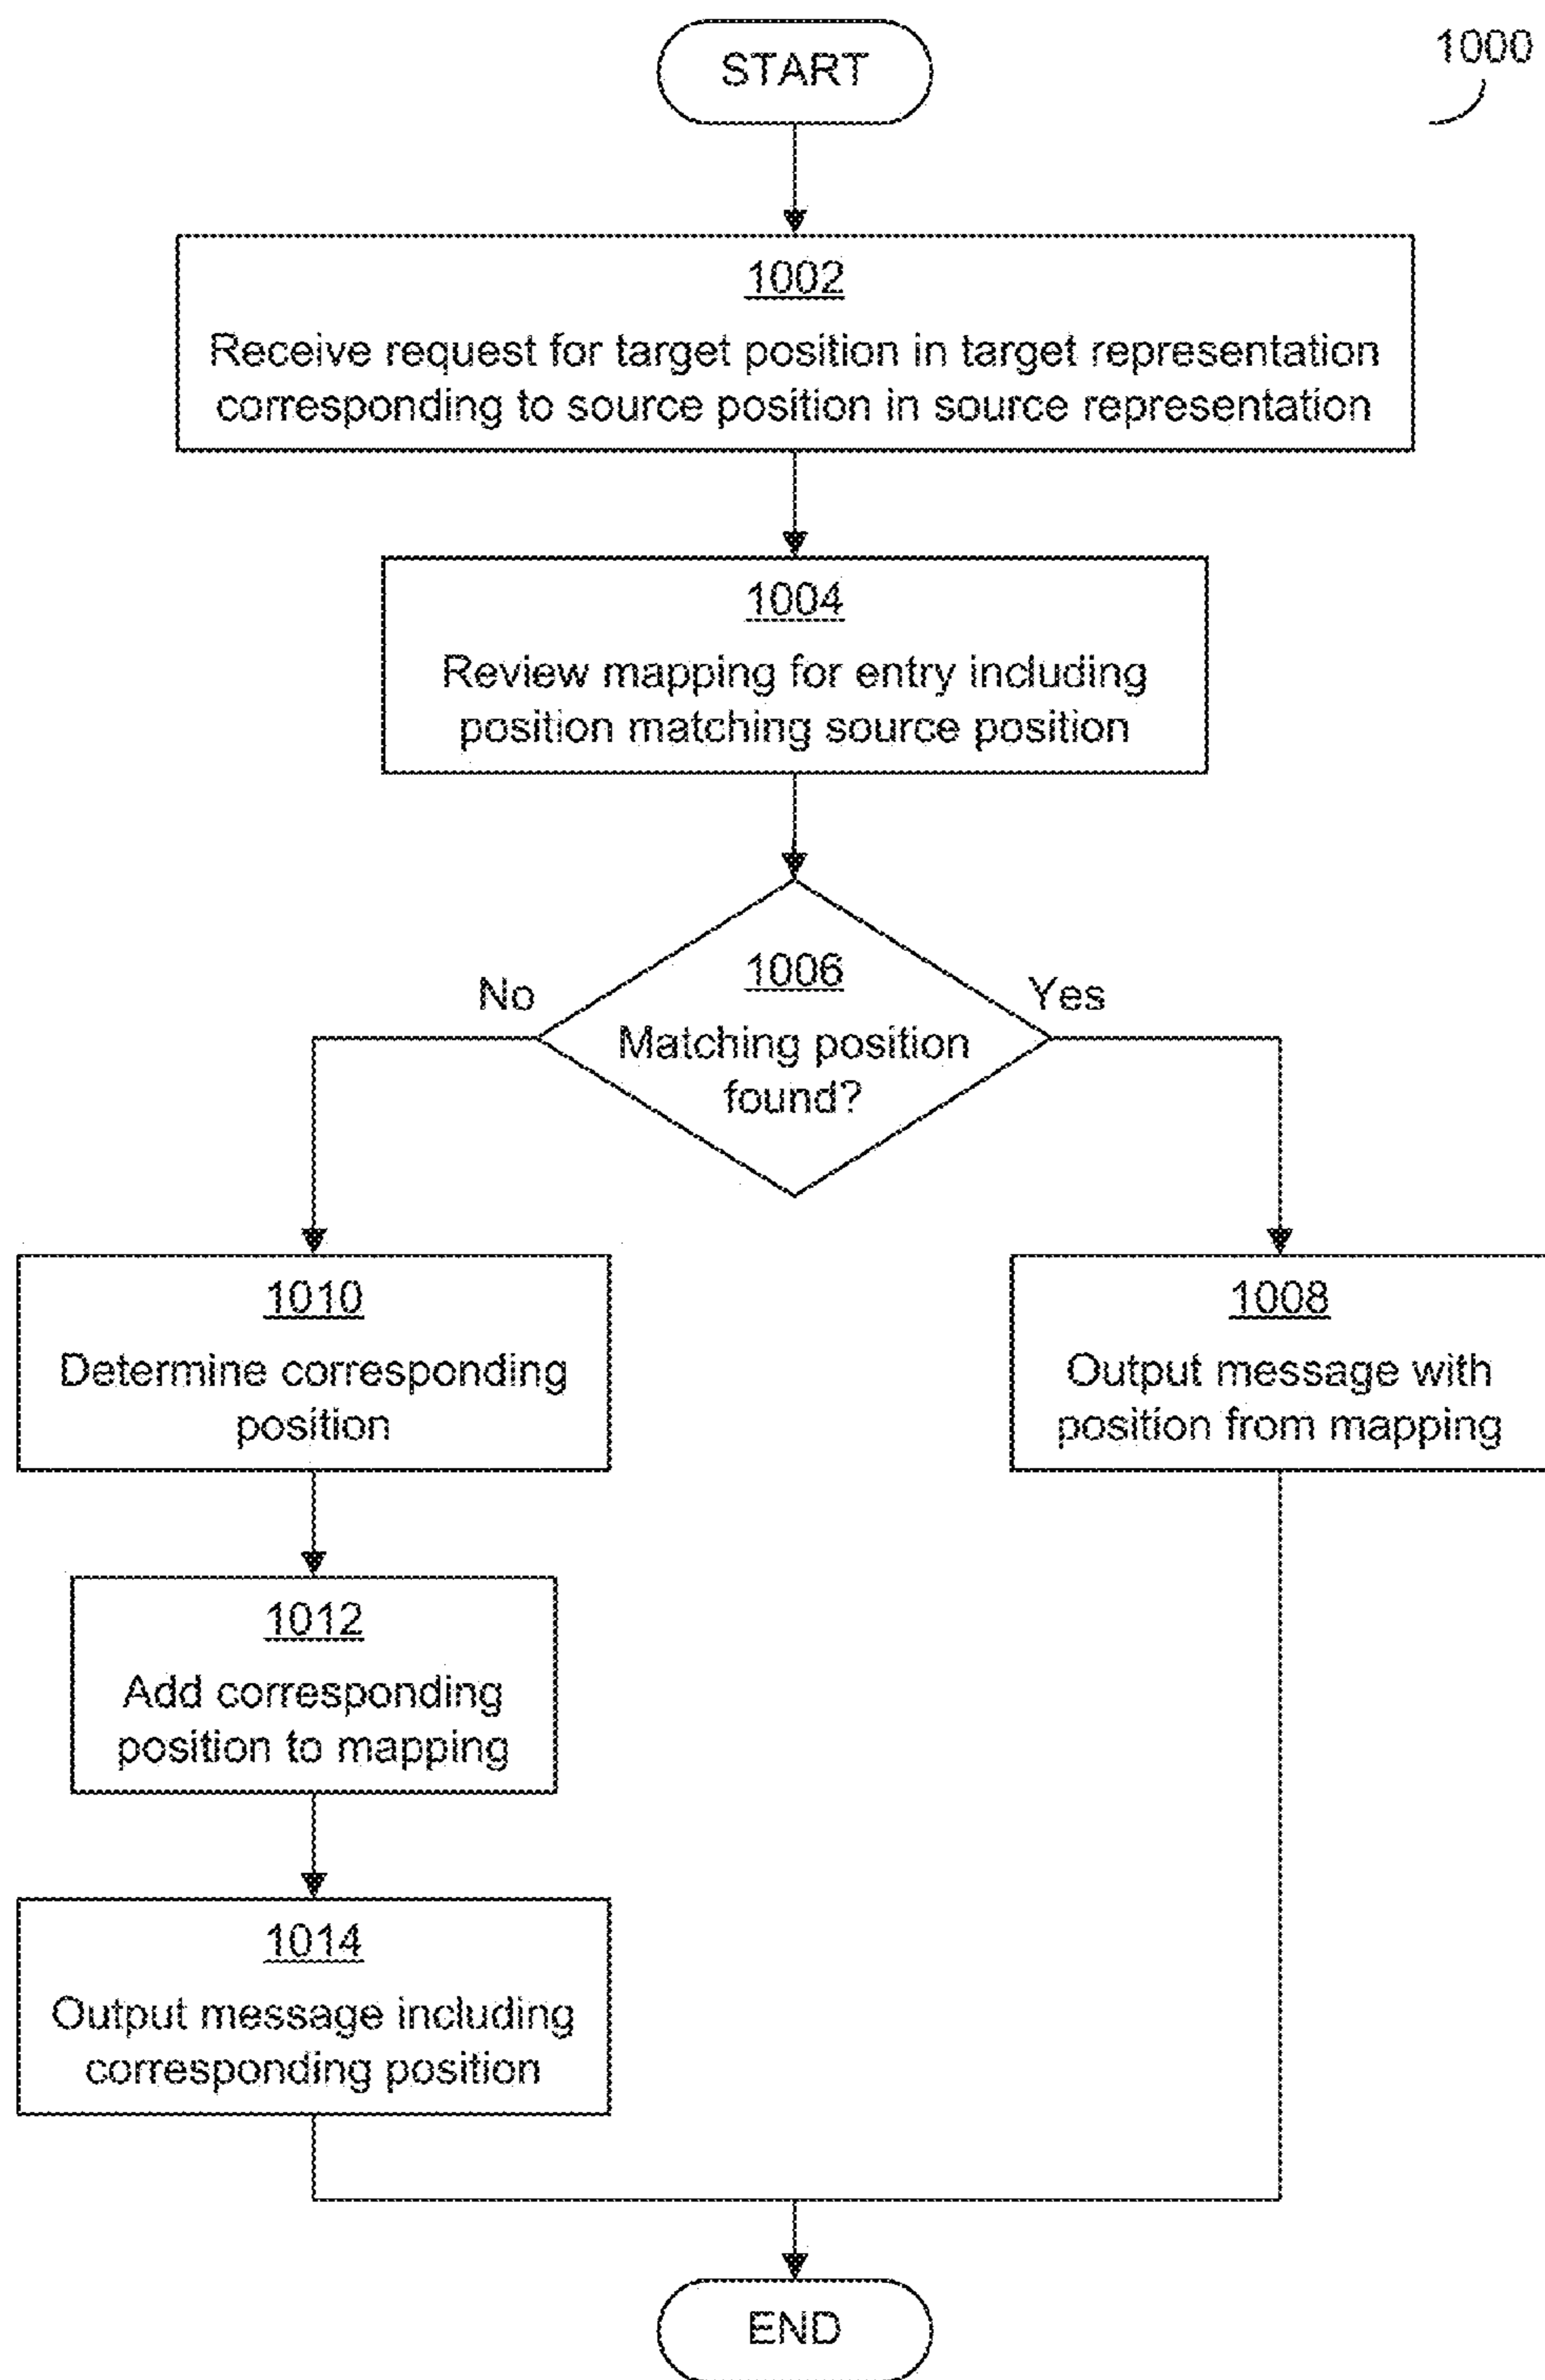 START
1000
1002
Receive request for target position in target representation
corresponding to source position in source representation
1004
Review mapping for entry including
position matching source position
1006
Matching position
found?
No
Yes
1010
Determine corresponding
position
1008
Output message with
position from mapping
1012
Add corresponding
position to mapping
1014
Output message including
corresponding position
END